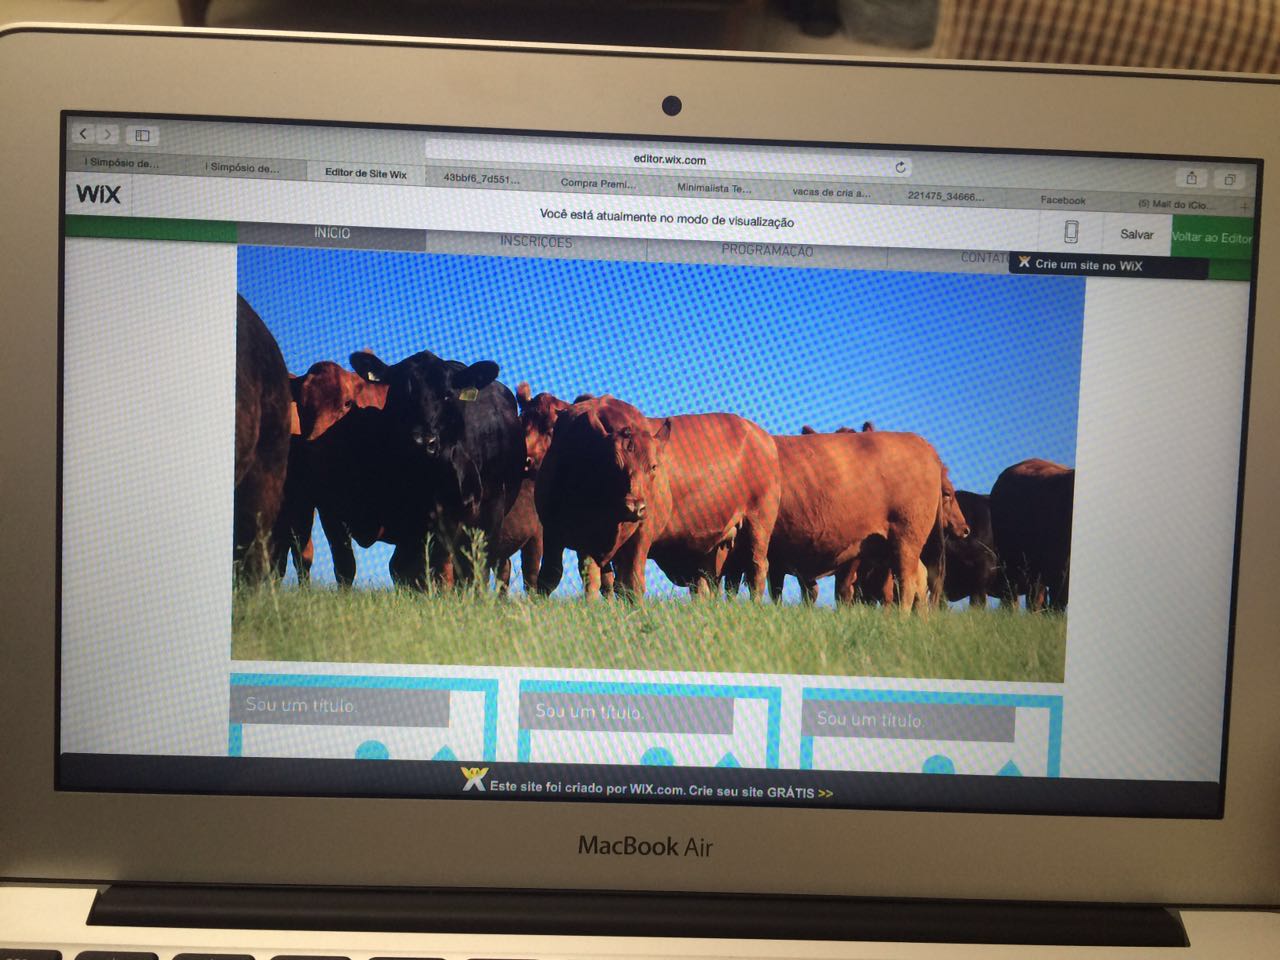 editor.wix.com
I Simpósio de...
I Simpósio de...
Editor de Site Wix
43bbf6_7d551...
Compra Premi...
Minimalista Te...
vacas de cria a...
221475_34666...
Facebook
(5) Mail do iClo...
WiX
Você está atualmente no modo de visualização
Salvar
Voltar ao Editor
INÍCIO
INSCRIÇÕES
PROGRAMAÇÃO
CONTATO
Crie um site no WiX
Sou um título.
Sou um título.
Sou um título.
Este site foi criado por WIX.com. Crie seu site GRÁTIS >>
MacBook Air